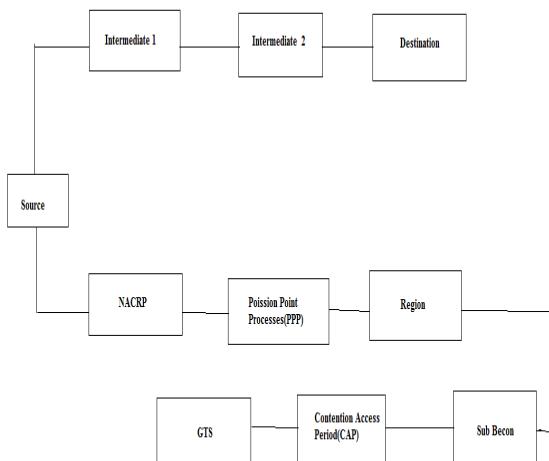 Intermediate 1
Intermediate 2
Destination
Source
NACRP
Poission Point
Processes(PPP)
Region
GTS
Contention Access
Period(CAP)
Sub Becon